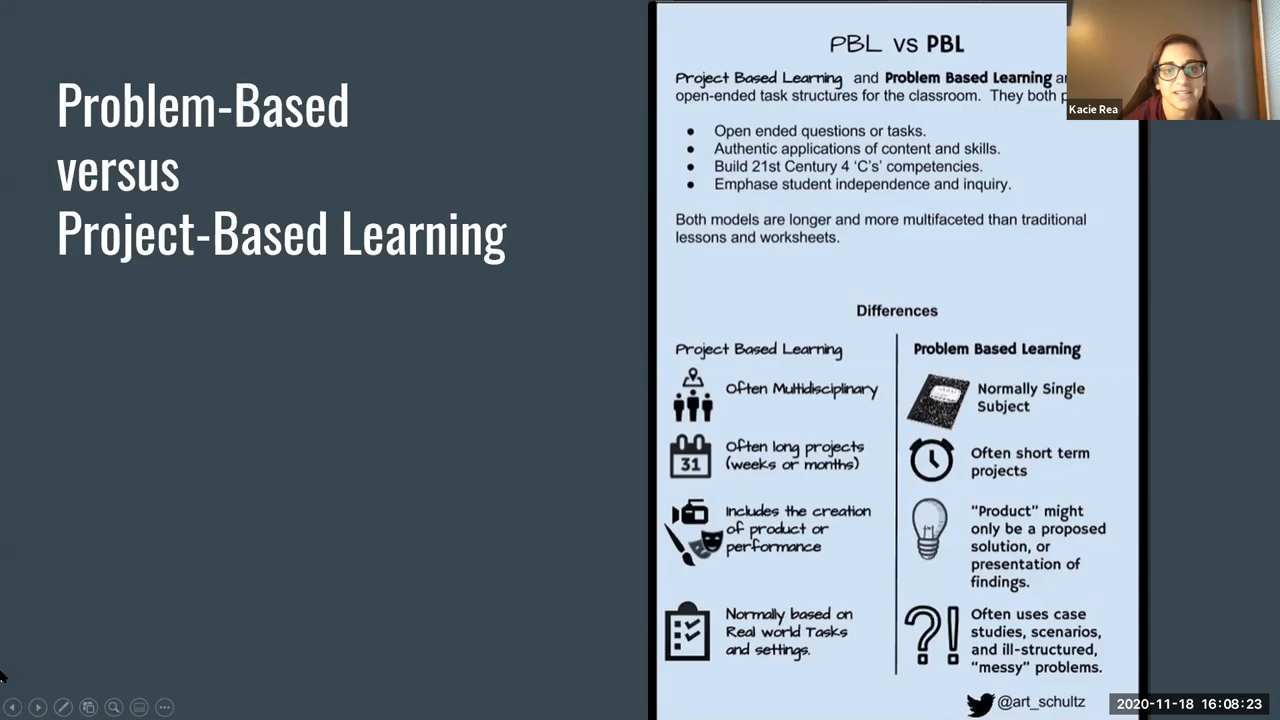 Problem-Based
versus
Project-Based Learning
PBL vs PBL
Project Based Learning and Problem Based Learning
open-ended task structures for the classroom. They both
Open ended questions or tasks.
Authentic applications of content and skills.
Build 21st Century 4 ‘C’s’ competencies.
Emphase student independence and inquiry.
Both models are longer and more multifaceted than traditional
lessons and worksheets.
Differences
Project Based Learning
Often Multidisciplinary
31
Often long projects
(weeks or months)
Includes the creation
of product or
performance
Normally based on
Real world Tasks
and settings.
Problem Based Learning
Normally Single
Subject
Often short term
projects
“Product” might
only be a proposed
solution, or
presentation of
findings.
?!
Often uses case
studies, scenarios,
and ill-structured,
“messy” problems.
@art_schultz
Kacie Rea
2020-11-18 16:08:23